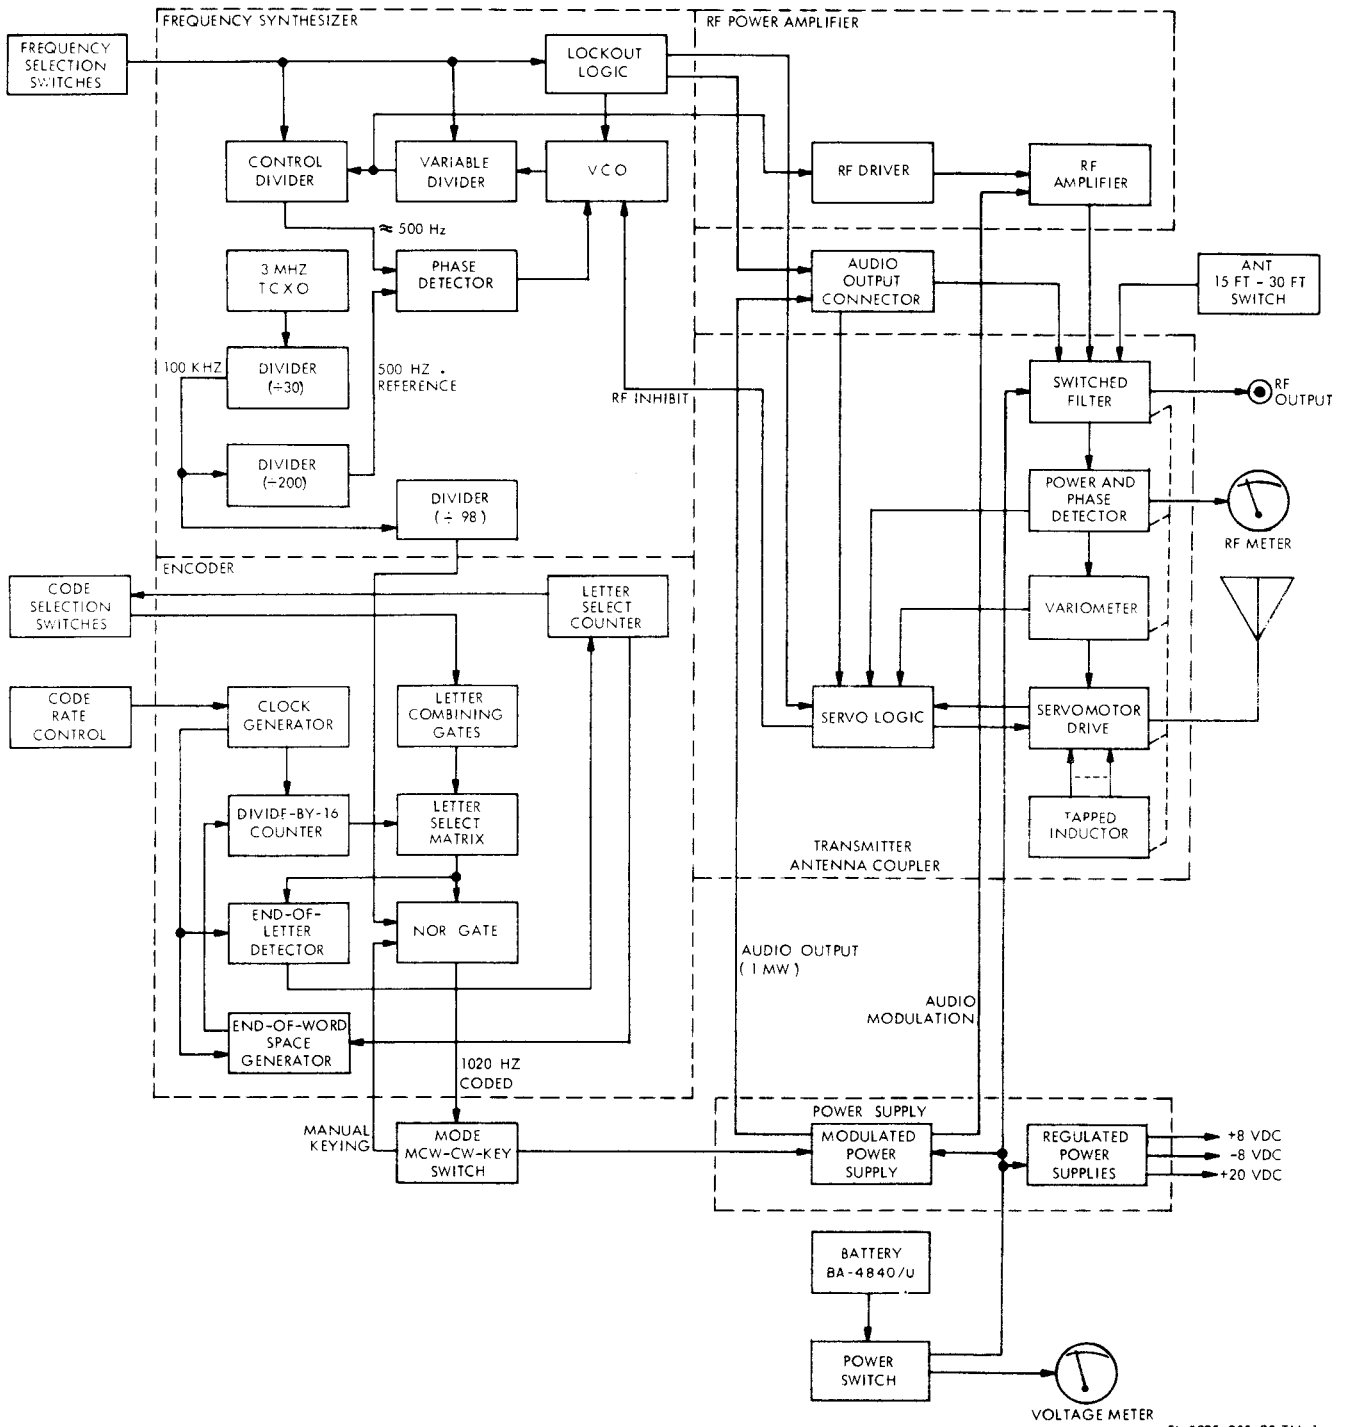 FREQUENCY SYNTHESIZER
RF POWER AMPLIFIER
FREQUENCY
SELECTION
SWITCHES
LOCKOUT
LOGIC
CONTROL
DIVIDER
VARIABLE
DIVIDER
VCO
RF DRIVER
RF
AMPLIFIER
≈ 500 Hz
3 MHZ
TCXO
PHASE
DETECTOR
AUDIO
OUTPUT
CONNECTOR
ANT
15 FT - 30 FT
SWITCH
100 KHZ
DIVIDER
(÷30)
500 HZ .
REFERENCE
RF INHIBIT
SWITCHED
FILTER
RF
OUTPUT
DIVIDER
(÷200)
DIVIDER
(÷ 98)
POWER AND
PHASE
DETECTOR
RF METER
ENCODER
CODE
SELECTION
SWITCHES
LETTER
SELECT
COUNTER
VARIOMETER
CODE
RATE
CONTROL
CLOCK
GENERATOR
LETTER
COMBINING
GATES
SERVO LOGIC
SERVOMOTOR
DRIVE
DIVIDE-BY-16
COUNTER
LETTER
SELECT
MATRIX
TAPPED
INDUCTOR
TRANSMITTER
ANTENNA COUPLER
END-OF-
LETTER
DETECTOR
NOR GATE
AUDIO OUTPUT
(1 MW)
AUDIO
MODULATION
END-OF-WORD
SPACE
GENERATOR
1020 HZ
CODED
MANUAL
KEYING
MODE
MCW-CW-KEY
SWITCH
POWER SUPPLY
MODULATED
POWER
SUPPLY
REGULATED
POWER
SUPPLIES
+8 VDC
-8 VDC
+20 VDC
BATTERY
BA-4840/U
POWER
SWITCH
VOLTAGE METER